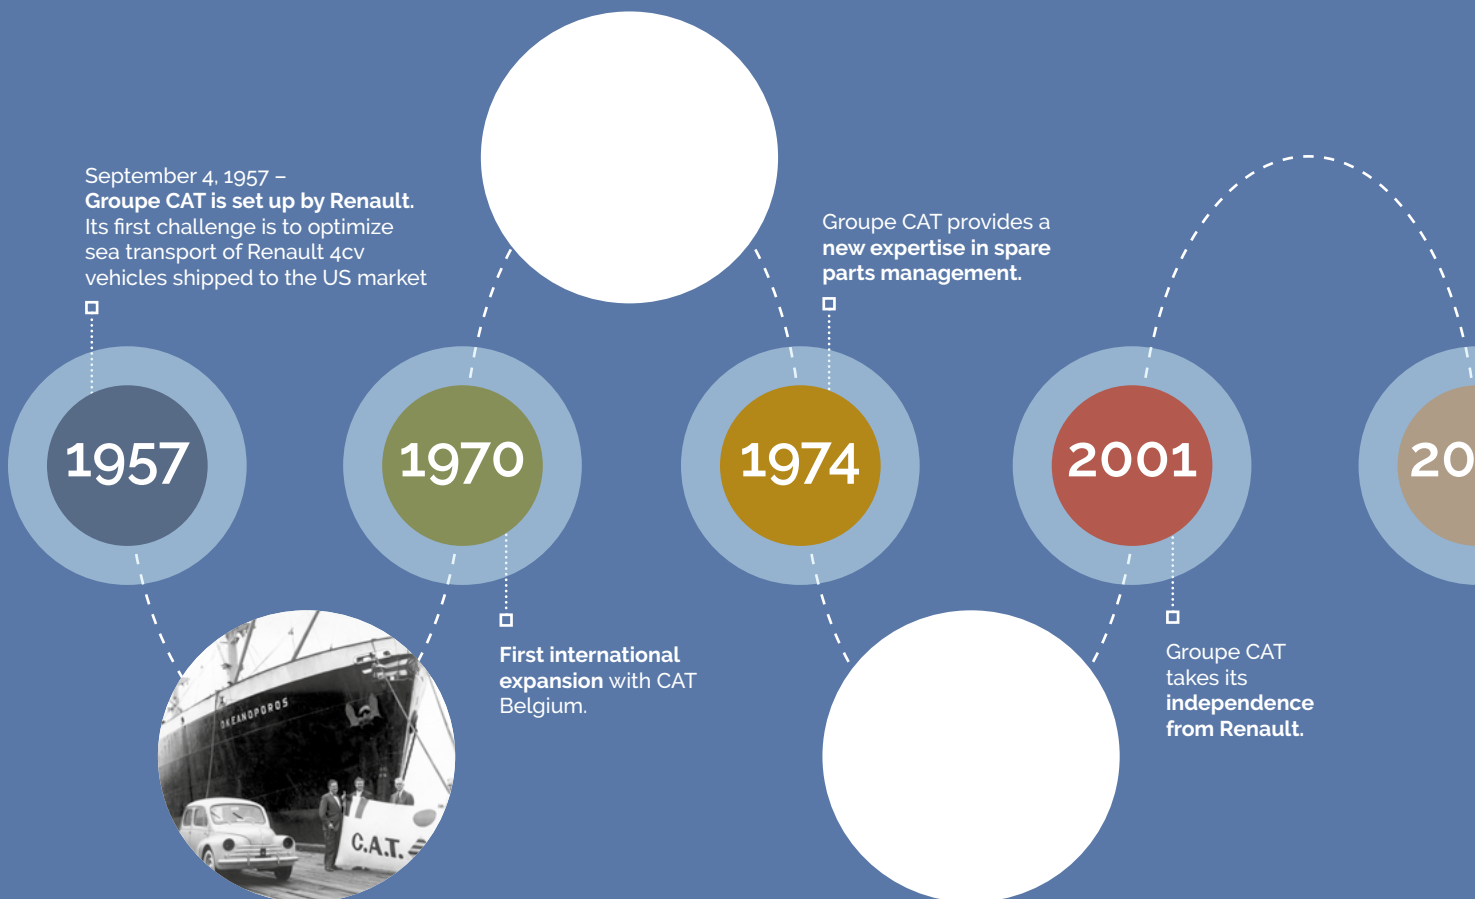 September 4, 1957 –
Groupe CAT is set up by Renault.
Its first challenge is to optimize
sea transport of Renault 4cv
vehicles shipped to the US market
Groupe CAT provides a
new expertise in spare
parts management.
1957
1970
1974
2001
20
First international
expansion with CAT
Belgium.
Groupe CAT
takes its
independence
from Renault.
OKEANOPOROS
C.A.T.